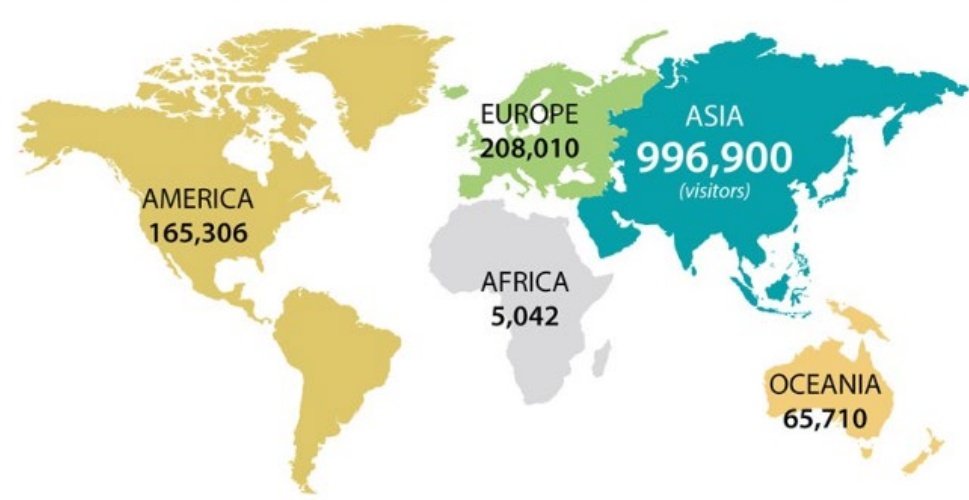 EUROPE
208,010
ASIA
996,900
(visitors)
AMERICA
165,306
AFRICA
5,042
OCEANIA
65,710